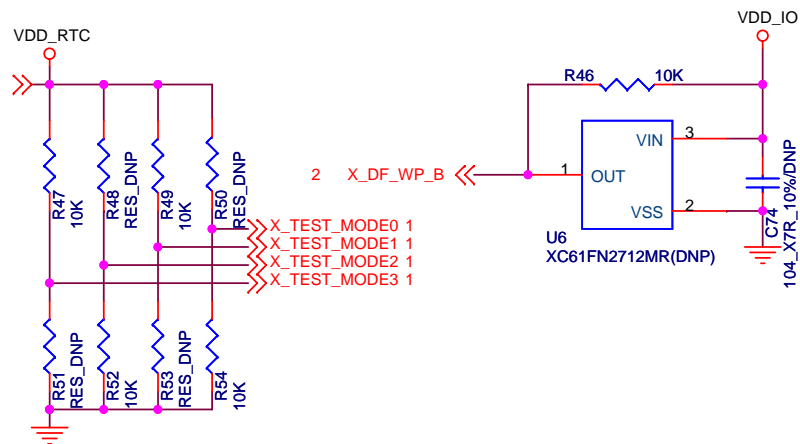 VDD_RTC
VDD_IO
R46 10K
R47
10K
R48
RES_DNP
R49
10K
R50
RES_DNP
2 X_DF_WP_B
1 OUT
VIN 3
VSS 2
U6
XC61FN2712MR(DNP)
C74
104_X7R_10%/DNP
X_TEST_MODE0 1
X_TEST_MODE1 1
X_TEST_MODE2 1
X_TEST_MODE3 1
R51
RES_DNP
R52
10K
R53
RES_DNP
R54
10K